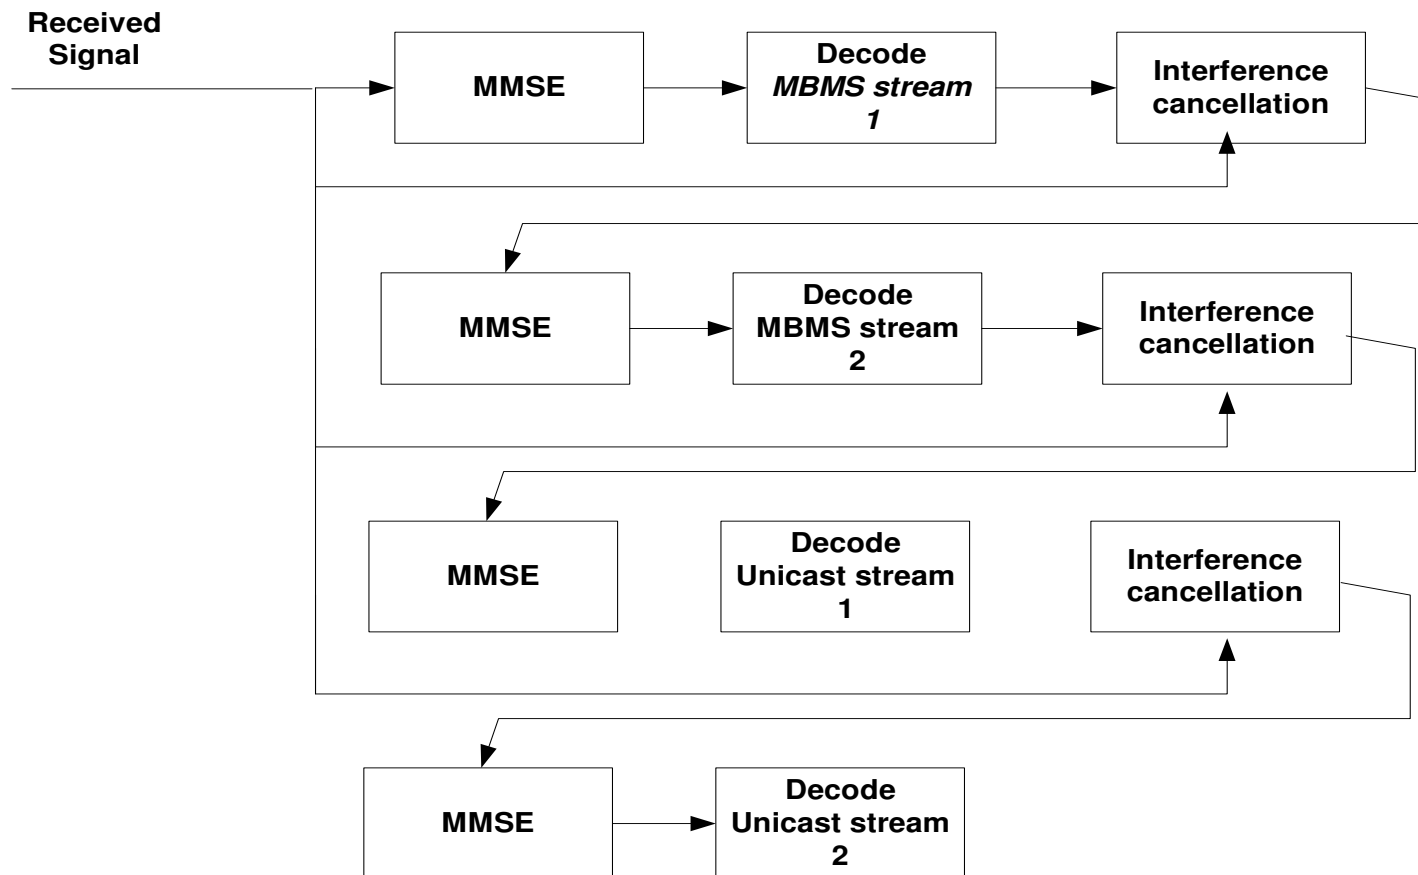 Received
Signal
MMSE
Decode
MBMS stream
1
Interference
cancellation
MMSE
Decode
MBMS stream
2
Interference
cancellation
MMSE
Decode
Unicast stream
1
Interference
cancellation
MMSE
Decode
Unicast stream
2